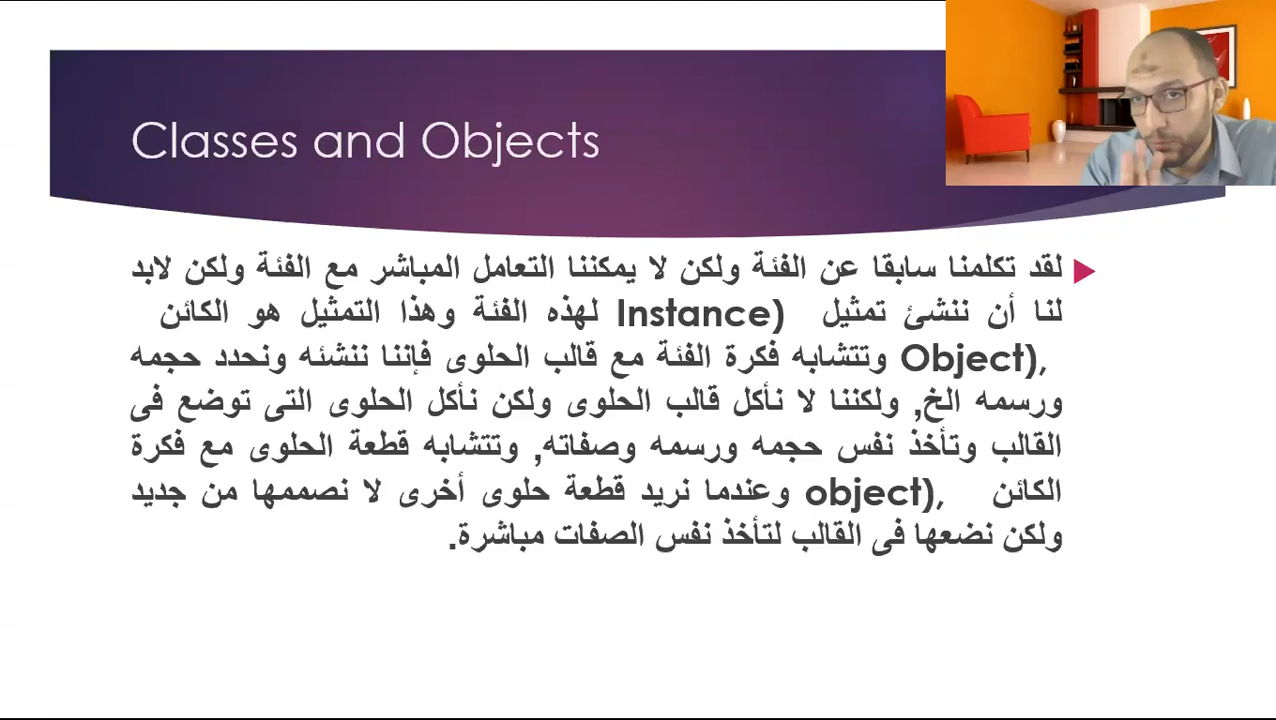 Classes and Objects
لقد تكلمنا سابقا عن الفئة ولكن لا يمكننا التعامل المباشر مع الفئة ولكن لابد
لنا أن ننشئ تمثيل (Instance لهذه الفئة وهذا التمثيل هو الكائن
Object), وتتشابه فكرة الفئة مع قالب الحلوى فإننا ننشئه ونحدد حجمه
ورسمه الخ, ولكننا لا نأكل قالب الحلوى ولكن نأكل الحلوى التى توضع فى
القالب وتأخذ نفس حجمه ورسمه وصفاته, وتتشابه قطعة الحلوى مع فكرة
الكائن object), وعندما نريد قطعة حلوى أخرى لا نصممها من جديد
ولكن نضعها فى القالب لتأخذ نفس الصفات مباشرة.